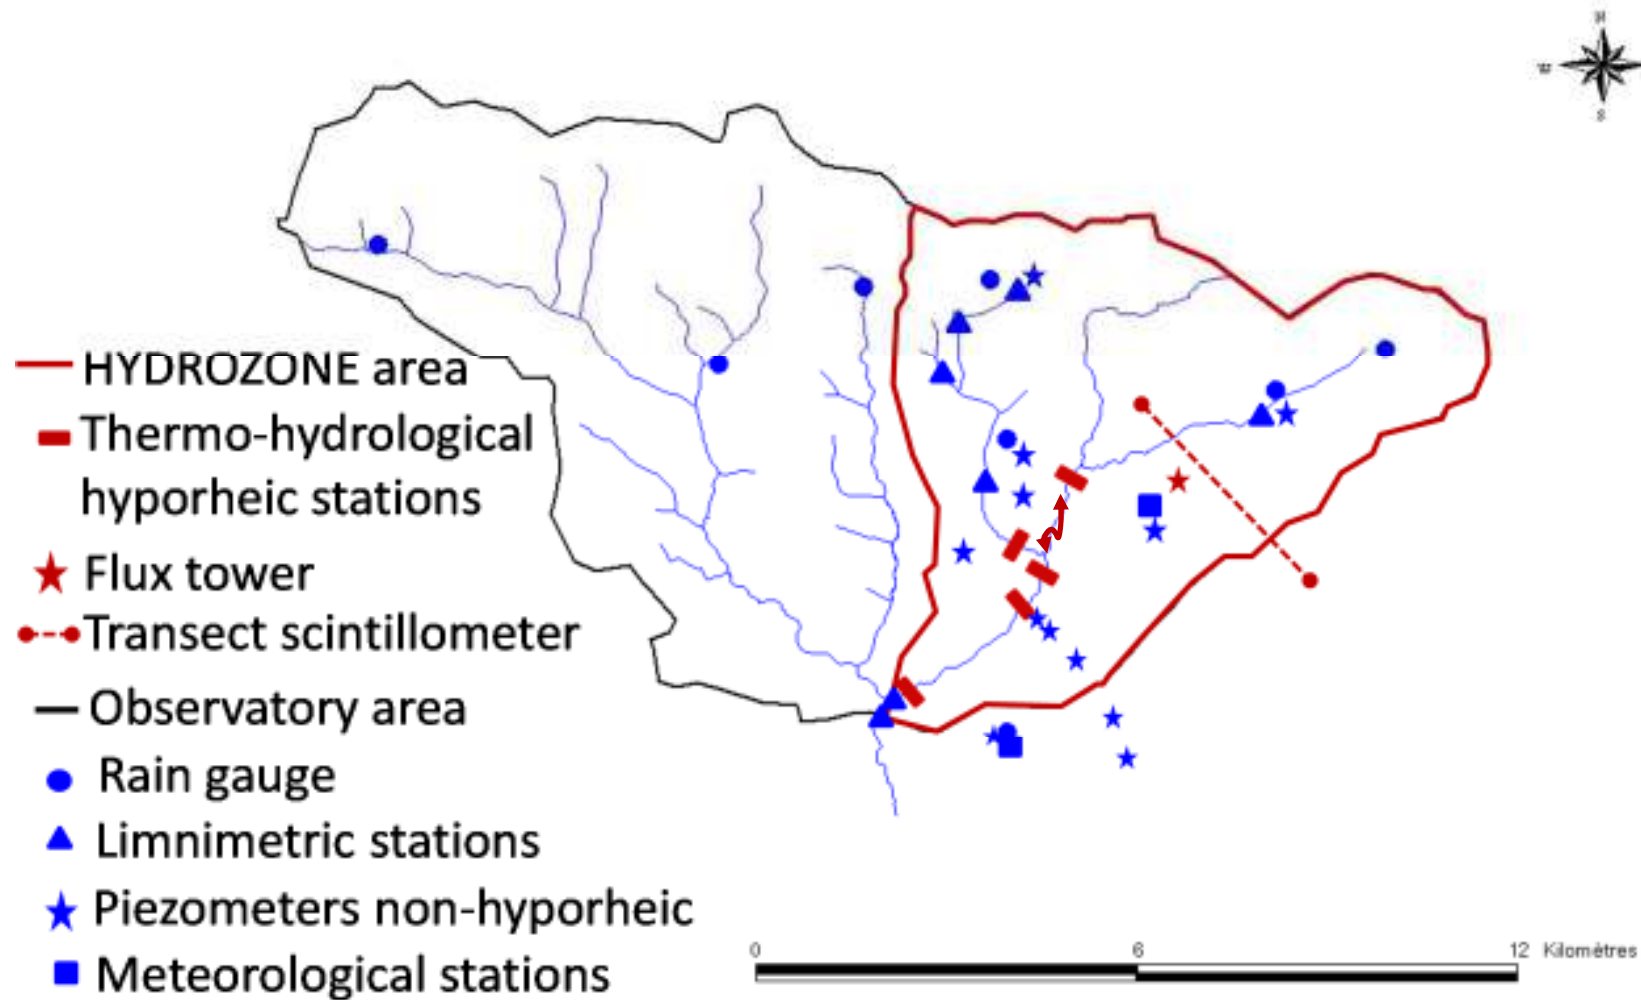 N
W
S
HYDROZONE area
Thermo-hydrological
hyporheic stations
Flux tower
Transect scintillometer
Observatory area
Rain gauge
Limnimetric stations
Piezometers non-hyporheic
Meteorological stations
0 6 12 Kilomètres